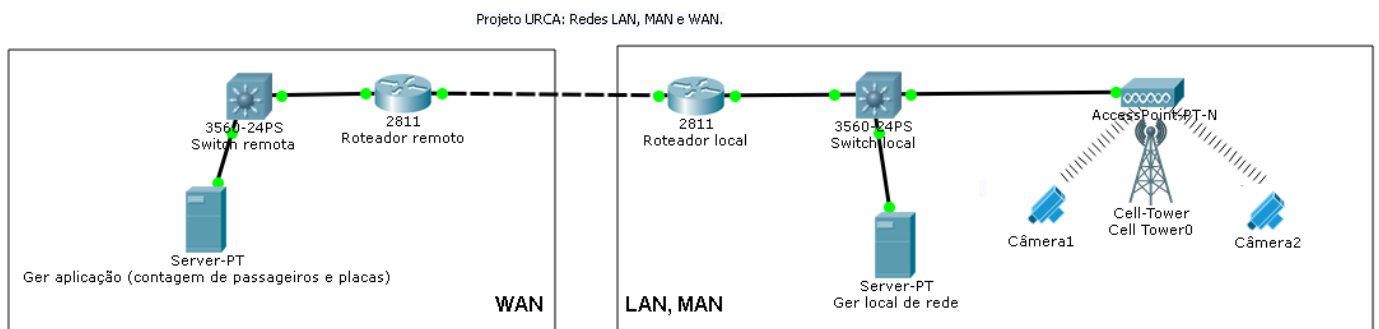 Projeto URCA: Redes LAN, MAN e WAN.
3560-24PS
Switch remota
2811
Roteador remoto
Server-PT
Ger aplicação (contagem de passageiros e placas)
WAN
2811
Roteador local
3560-24PS
Switch local
AccessPoint-PT-N
Câmera1
Cell-Tower
Cell Tower0
Câmera2
Server-PT
Ger local de rede
LAN, MAN